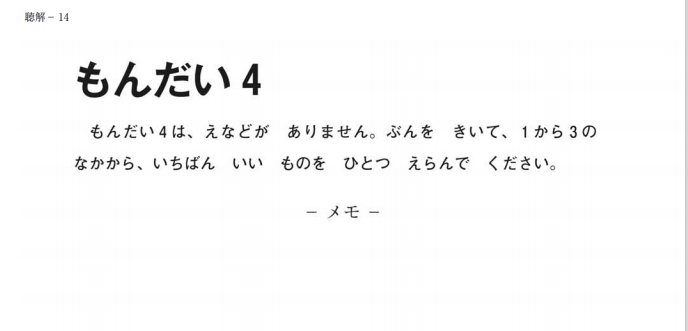 聴解－14
もんだい4
もんだい4は、えなどが　ありません。ぶんを　きいて、1から3の
なかから、いちばん　いい　ものを　ひとつ　えらんで　ください。
－ メモ －